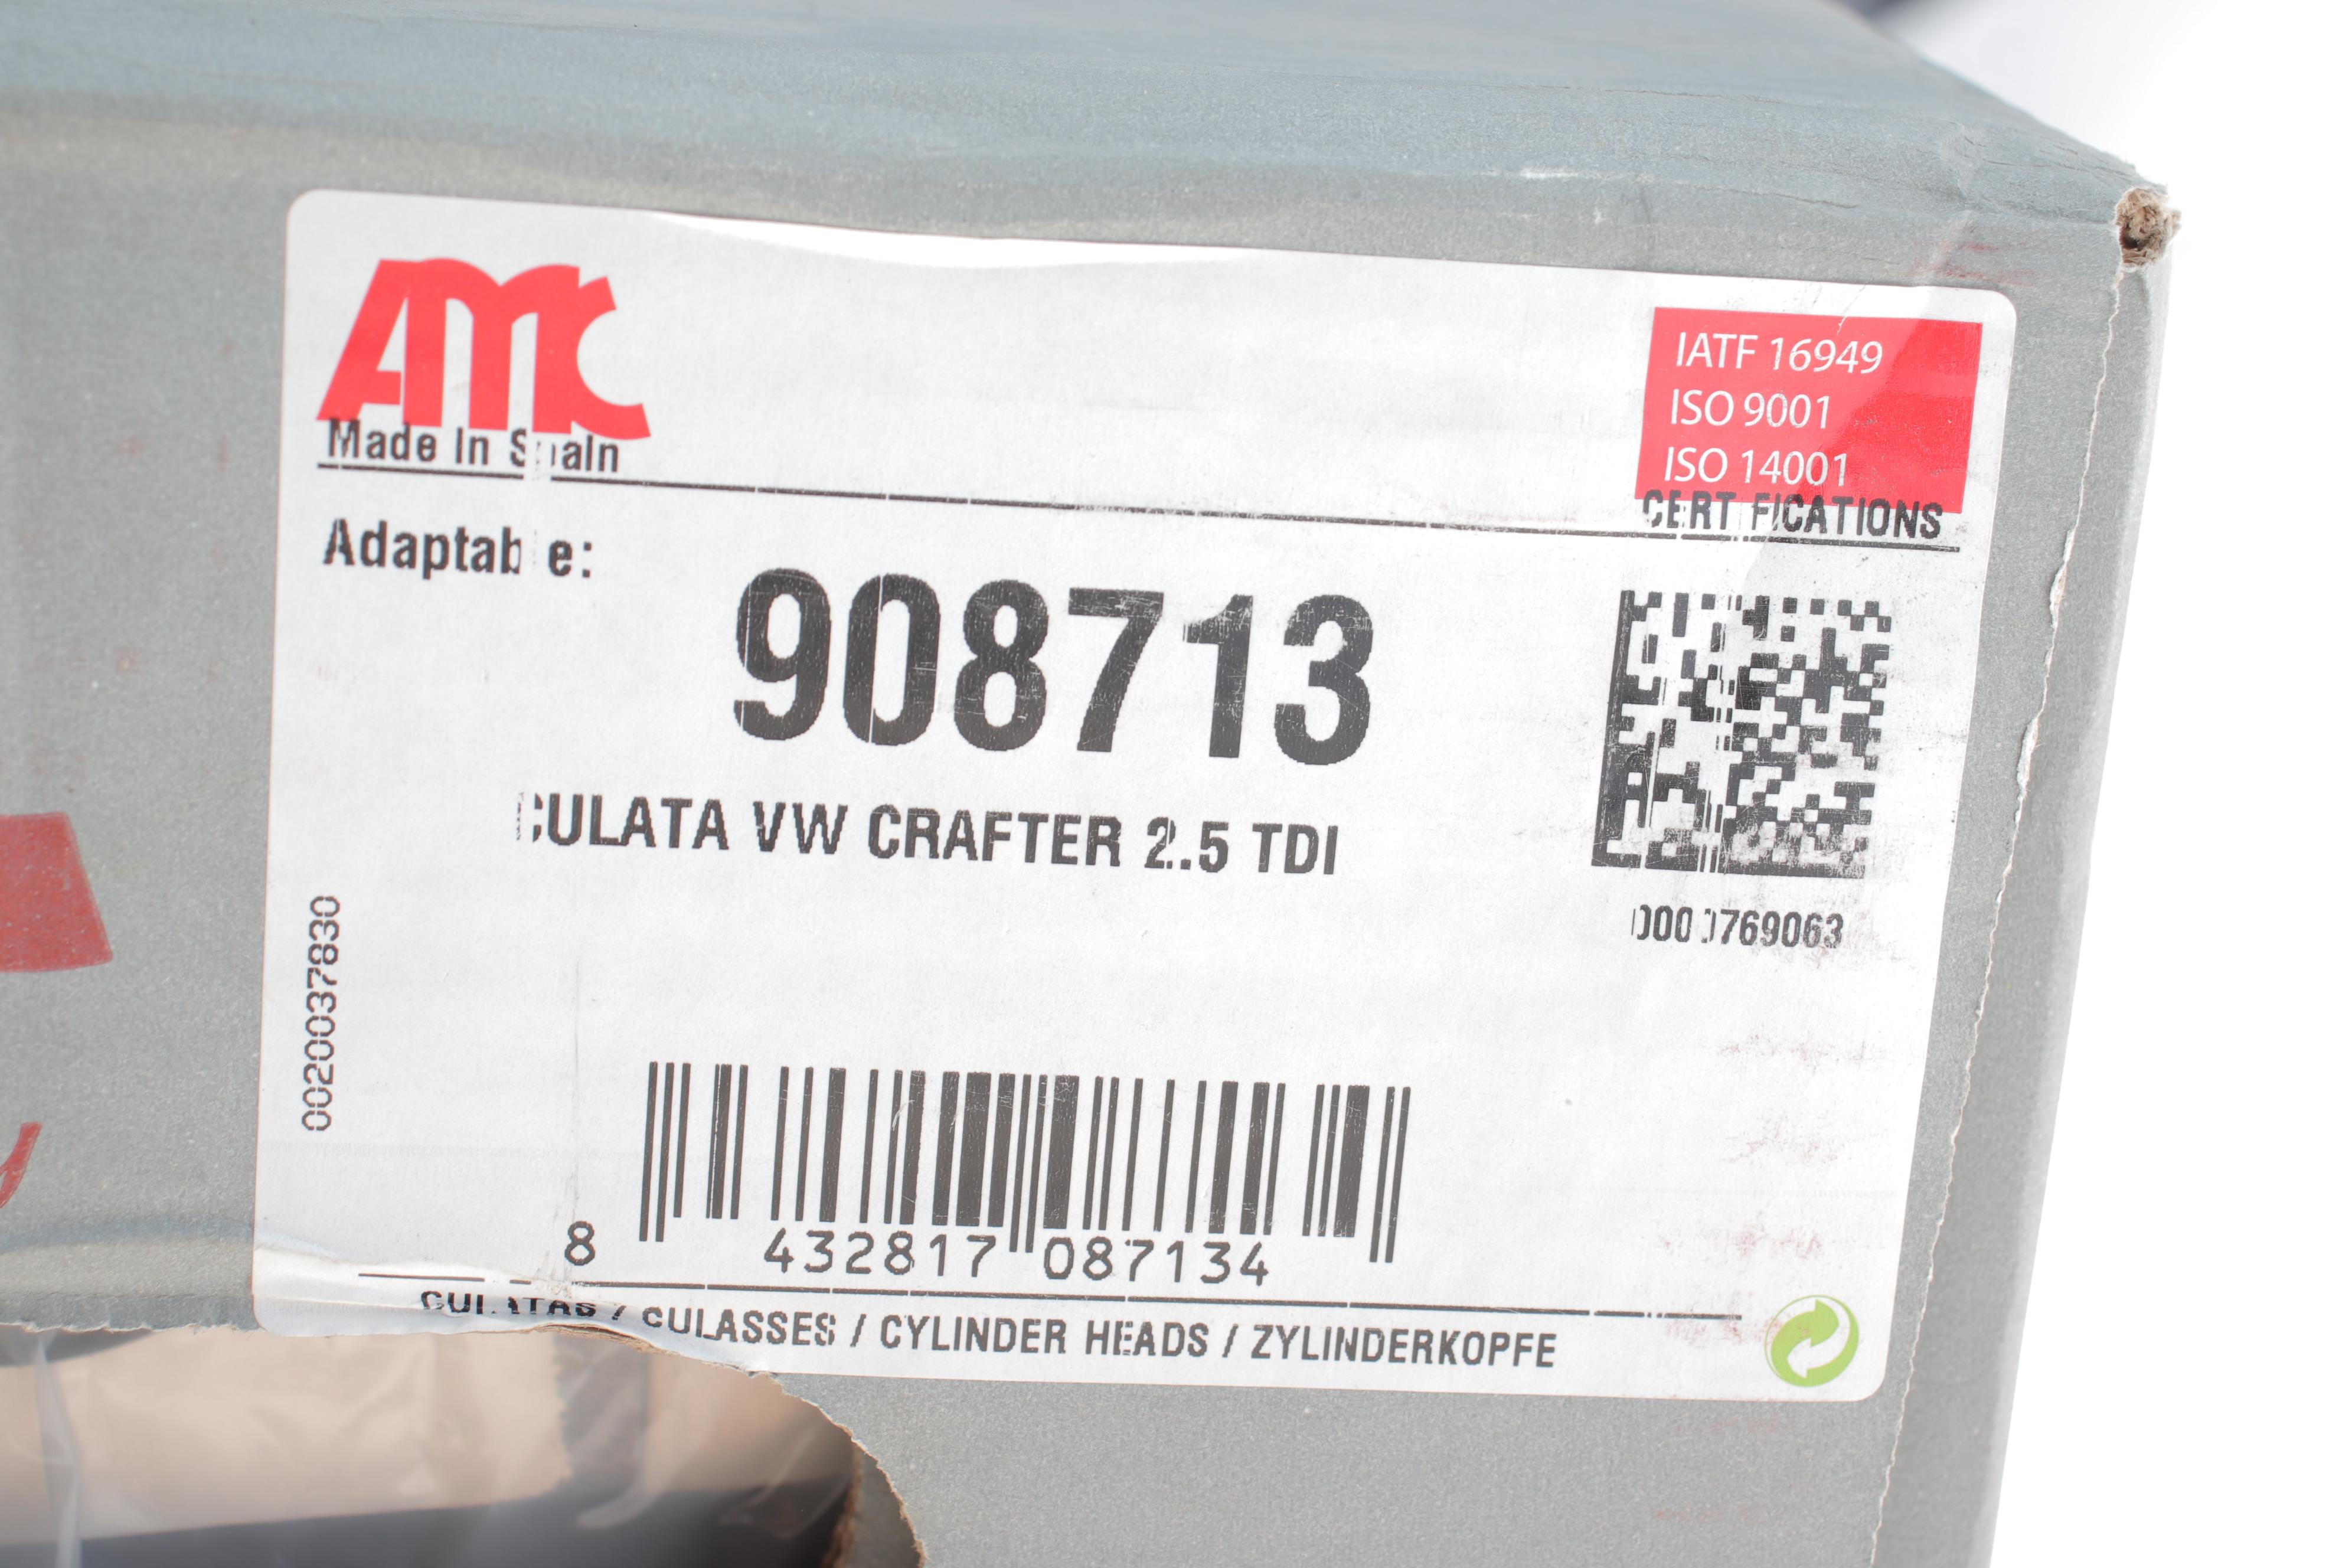 AMC
Made In Spain
IATF 16949
ISO 9001
ISO 14001
CERTIFICATIONS
Adaptable:
908713
CULATA VW CRAFTER 2.5 TDI
0000769063
0020037830
8 432817 087134
CULATAS / CULASSES / CYLINDER HEADS / ZYLINDERKOPFE